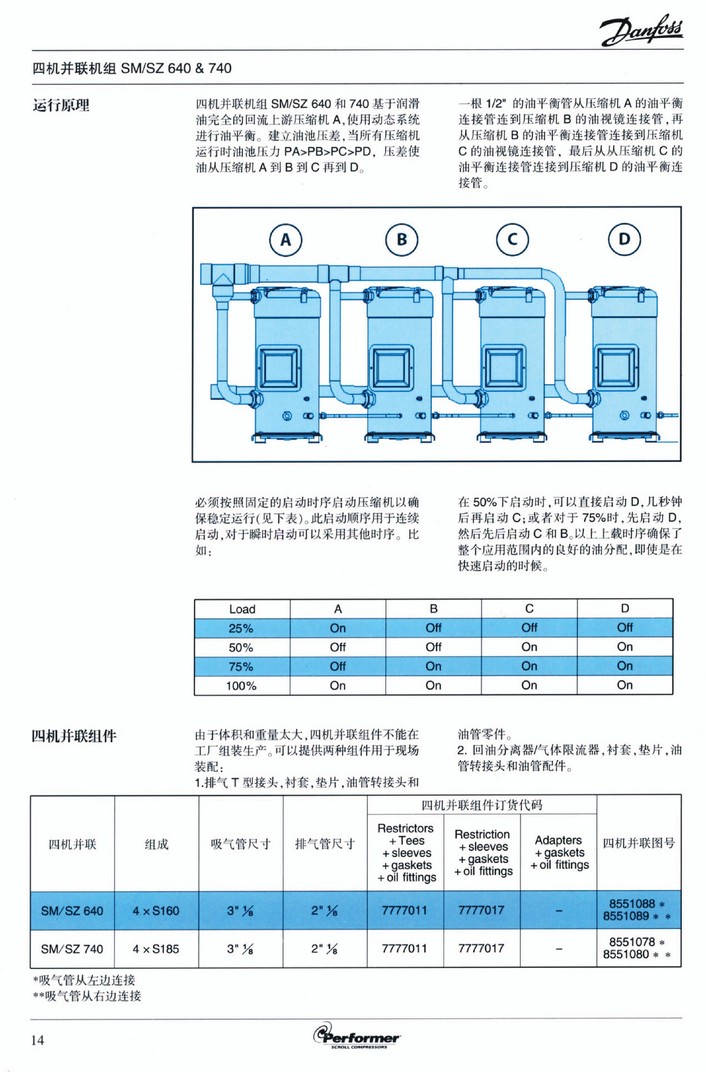 Danfoss
四机并联机组 SM/SZ 640 & 740
运行原理
四机并联机组 SM/SZ 640 和 740 基于润滑
油完全的回流上游压缩机 A,使用动态系统
进行油平衡。建立油池压差,当所有压缩机
运行时油池压力 PA>PB>PC>PD，压差使
油从压缩机 A 到 B 到 C 再到 D。
一根 1/2" 的油平衡管从压缩机 A 的油平衡
连接管连到压缩机 B 的油视镜连接管,再
从压缩机 B 的油平衡连接管连接到压缩机
C 的油视镜连接管，最后从从压缩机 C 的
油平衡连接管连接到压缩机 D 的油平衡连
接管。
A B C D
必须按照固定的启动时序启动压缩机以确
保稳定运行(见下表)。此启动顺序用于连续
启动,对于瞬时启动可以采用其他时序。比
如：
在 50%下启动时,可以直接启动 D,几秒钟
后再启动 C;或者对于 75%时,先启动 D,
然后先后启动 C 和 B。以上上载时序确保了
整个应用范围内的良好的油分配,即使是在
快速启动的时候。
Load A B C D
25% On Off Off Off
50% Off Off On On
75% Off On On On
100% On On On On
四机并联组件
由于体积和重量太大,四机并联组件不能在
工厂组装生产。可以提供两种组件用于现场
装配：
1.排气 T 型接头,衬套,垫片,油管转接头和
油管零件。
2. 回油分离器/气体限流器,衬套,垫片,油
管转接头和油管配件。
四机并联组件订货代码
四机并联 组成 吸气管尺寸 排气管尺寸
Restrictors
+ Tees
+ sleeves
+ gaskets
+ oil fittings
Restriction
+ sleeves
+ gaskets
+ oil fittings
Adapters
+ gaskets
+ oil fittings
四机并联图号
SM/SZ 640 4 × S160 3" ⅛ 2" ⅛ 7777011 7777017 – 8551088 *
8551089 * *
SM/SZ 740 4 × S185 3" ⅛ 2" ⅛ 7777011 7777017 – 8551078 *
8551080 * *
*吸气管从左边连接
**吸气管从右边连接
14
Performer
SCROLL COMPRESSORS